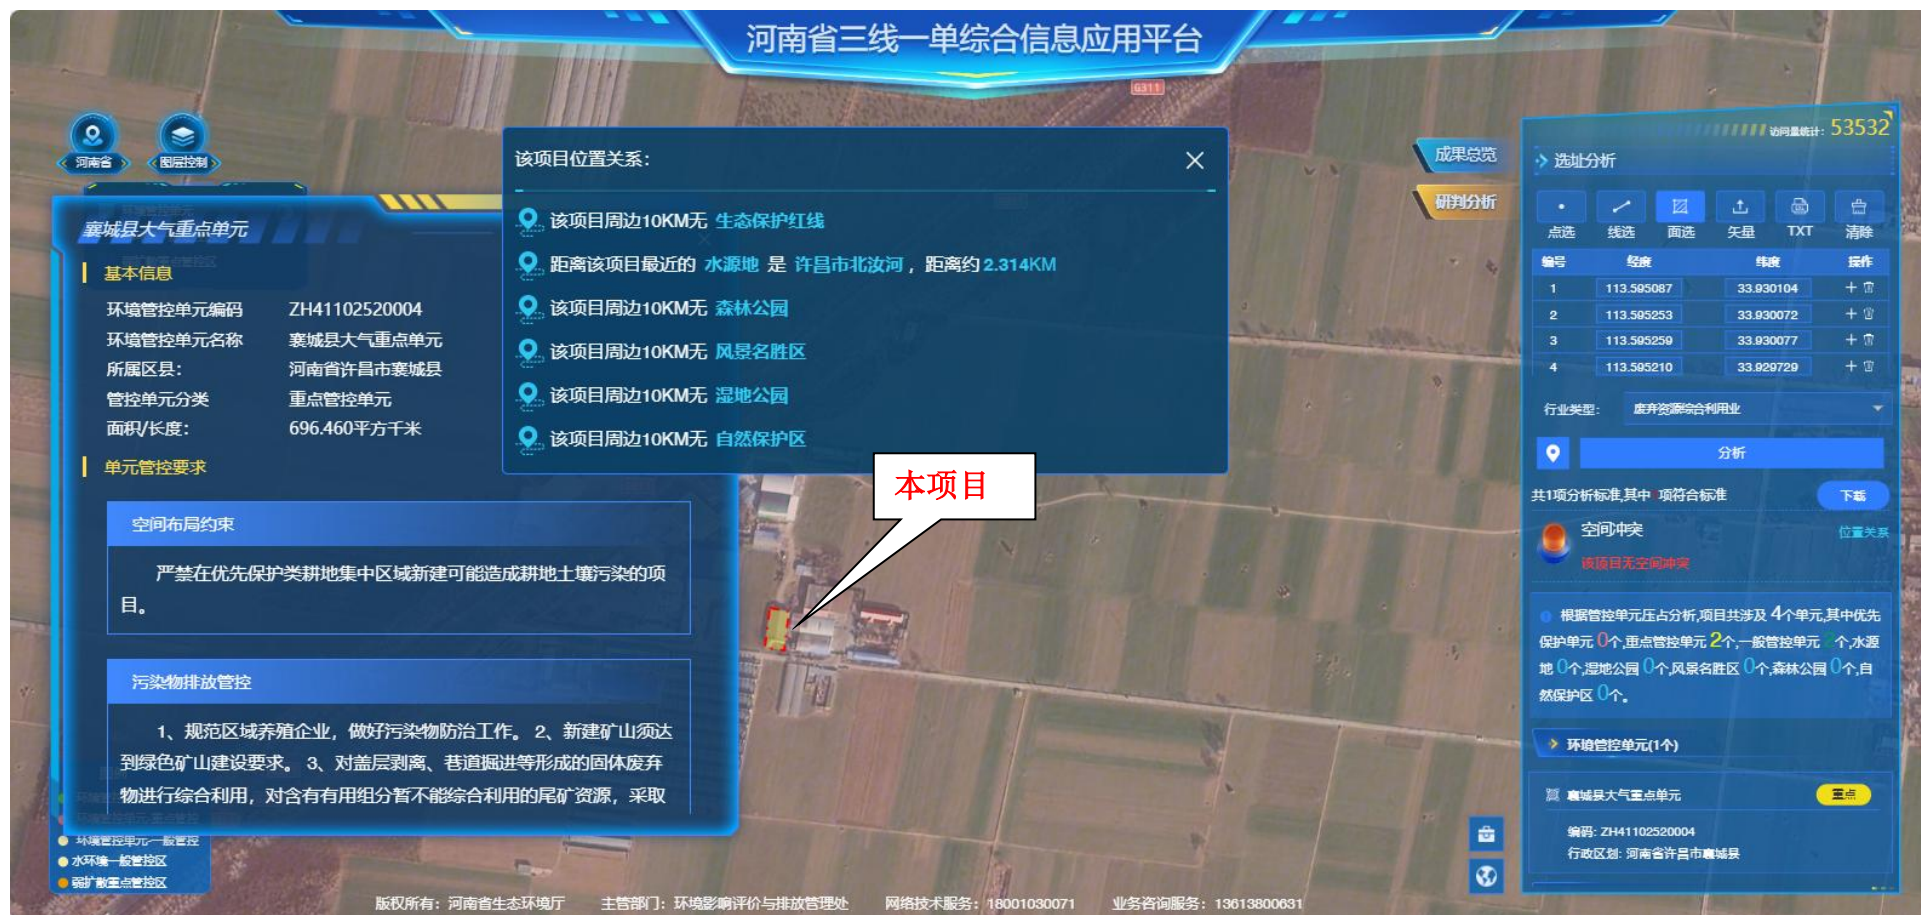 河南省三线一单综合信息应用平台
G311
河南省
图层控制
成果总览
研判分析
襄城县大气重点单元
基本信息
环境管控单元编码 ZH41102520004
环境管控单元名称 襄城县大气重点单元
所属区县: 河南省许昌市襄城县
管控单元分类 重点管控单元
面积/长度: 696.460平方千米
单元管控要求
空间布局约束
严禁在优先保护类耕地集中区域新建可能造成耕地土壤污染的项
目。
污染物排放管控
1、规范区域养殖企业，做好污染物防治工作。 2、新建矿山须达
到绿色矿山建设要求。 3、对盖层剥离、巷道掘进等形成的固体废弃
物进行综合利用，对含有有用组分暂不能综合利用的尾矿资源，采取
环境管控单元-一般管控
水环境一般管控区
弱扩散重点管控区
该项目位置关系:
该项目周边10KM无 生态保护红线
距离该项目最近的 水源地 是 许昌市北汝河 ，距离约2.314KM
该项目周边10KM无 森林公园
该项目周边10KM无 风景名胜区
该项目周边10KM无 湿地公园
该项目周边10KM无 自然保护区
本项目
访问量统计: 53532
选址分析
点选 线选 面选 矢量 TXT 清除
编号 经度 纬度 操作
1 113.595087 33.930104
2 113.595253 33.930072
3 113.595259 33.930077
4 113.595210 33.929729
行业类型: 废弃资源综合利用业
分析
共1项分析标准,其中 项符合标准 下载
空间冲突 位置关系
该项目无空间冲突
根据管控单元压占分析,项目共涉及 4个单元,其中优先
保护单元 0个,重点管控单元 2个,一般管控单元 2个,水源
地 0个,湿地公园 0个,风景名胜区 0个,森林公园 0个,自
然保护区 0个。
环境管控单元(1个)
襄城县大气重点单元 重点
编码: ZH41102520004
行政区划: 河南省许昌市襄城县
版权所有: 河南省生态环境厅 主管部门: 环境影响评价与排放管理处 网络技术服务: 18001030071 业务咨询服务: 13613800631